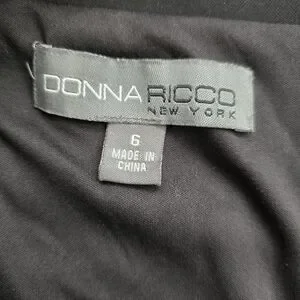 DONNA RICCO
NEW YORK
6
MADE IN
CHINA